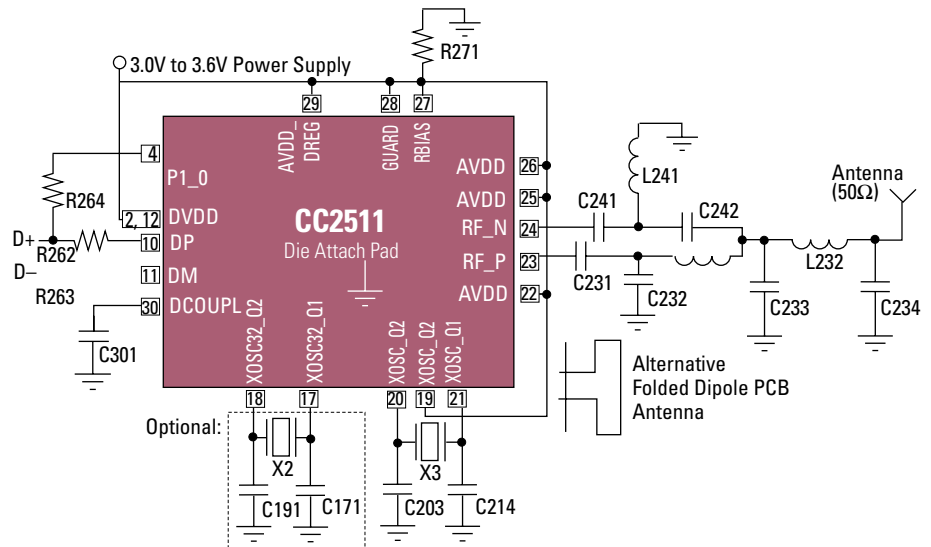 R271
3.0V to 3.6V Power Supply
29
28
27
AVDD_
DREG
GUARD
RBIAS
4
P1_0
R264
2, 12
DVDD
D+
R262
10
DP
D–
11
DM
R263
30
DCOUPL
C301
CC2511
Die Attach Pad
AVDD
26
AVDD
25
RF_N
24
RF_P
23
AVDD
22
XOSC32_Q2
XOSC32_Q1
XOSC_Q2
XOSC_Q2
XOSC_Q1
18
17
20
19
21
L241
C241
C242
C231
C232
L232
C233
C234
Antenna
(50Ω)
Alternative
Folded Dipole PCB
Antenna
Optional:
X2
X3
C191
C171
C203
C214